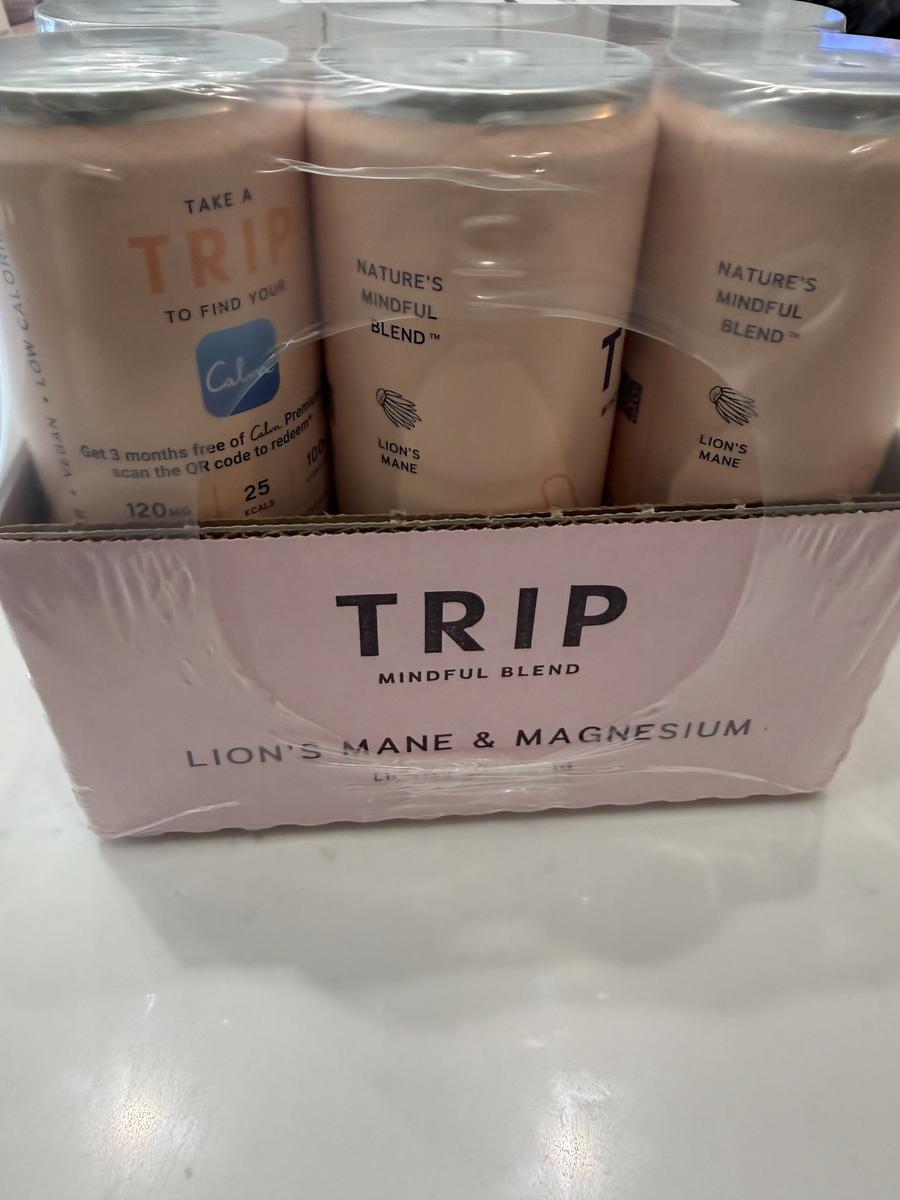 TAKE A
TRIP
TO FIND YOUR
Calm
Get 3 months free of Calm Premium
scan the QR code to redeem*
120MG
25
KCALS
VEGAN • LOW CALORIE
NATURE'S
MINDFUL
BLEND™
LION'S
MANE
T
NATURE'S
MINDFUL
BLEND™
LION'S
MANE
TRIP
MINDFUL BLEND
LION'S MANE & MAGNESIUM